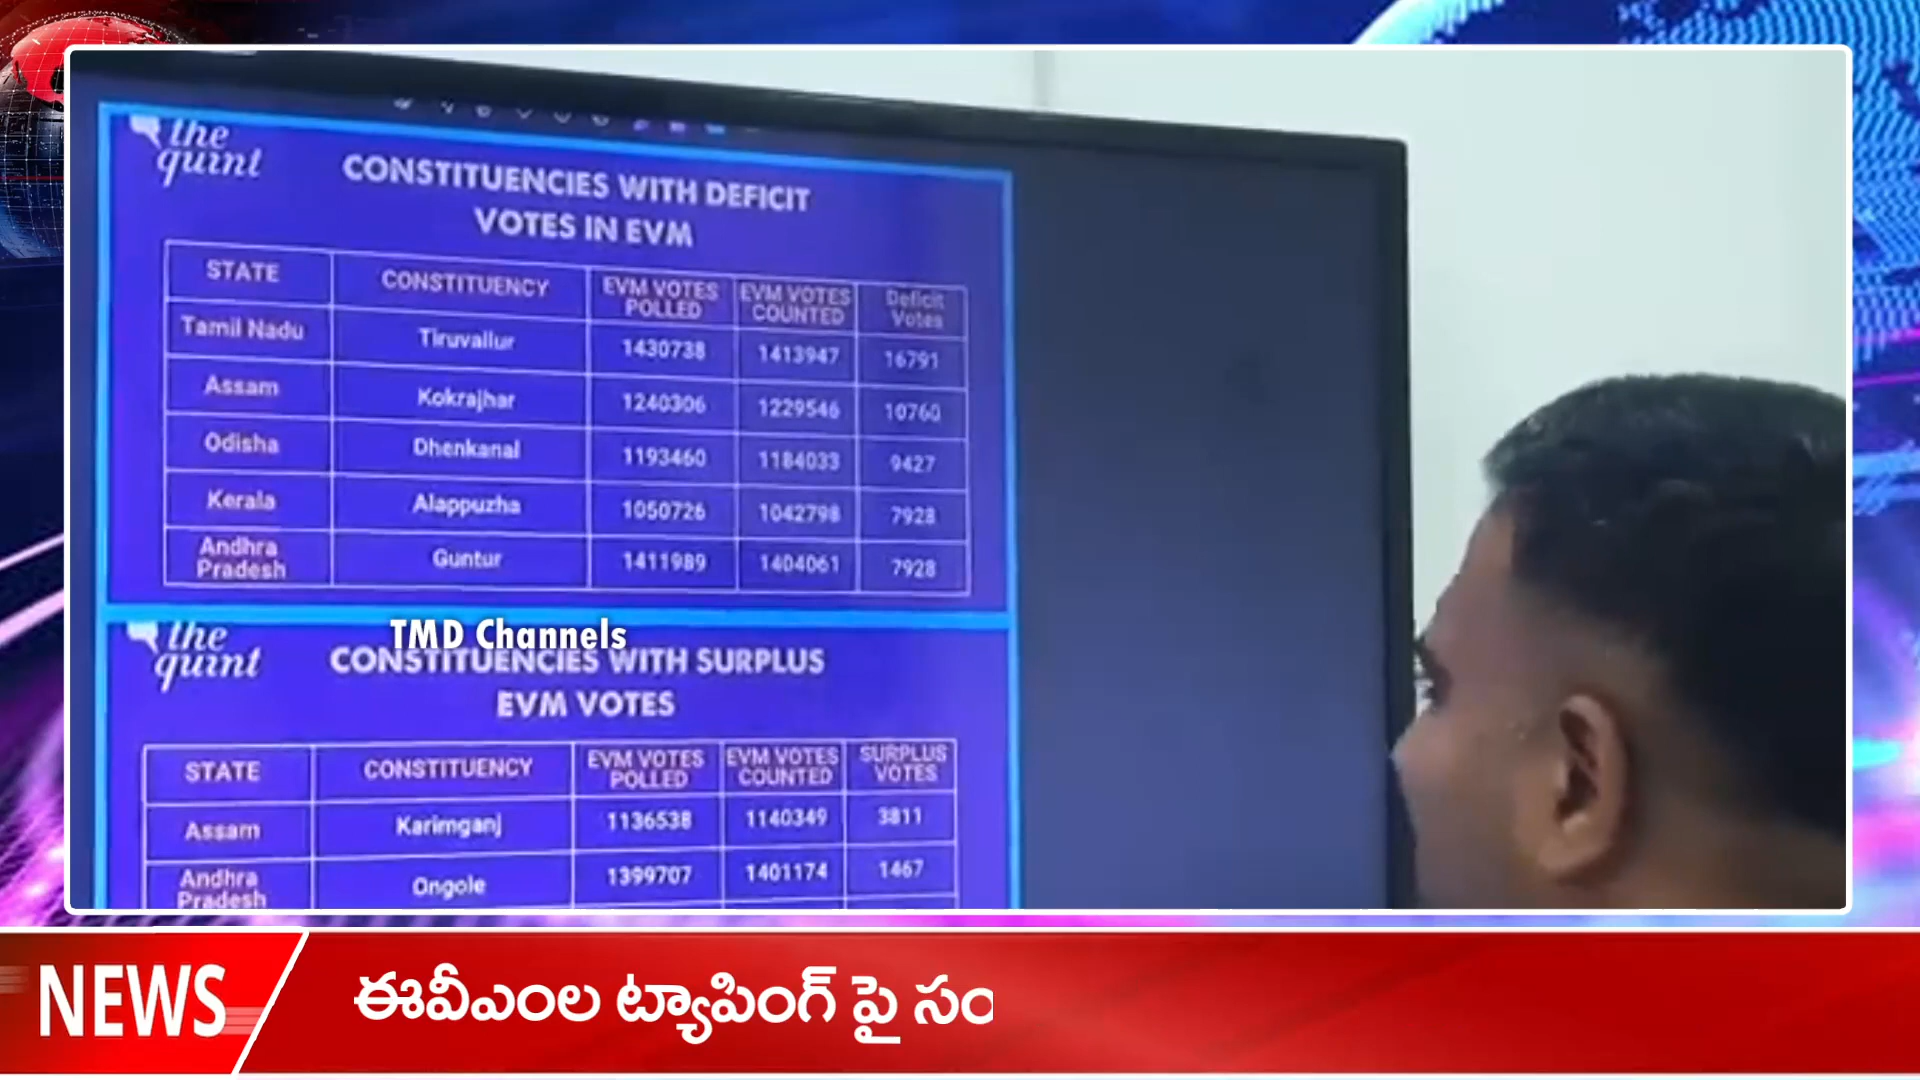 the
quint
CONSTITUENCIES WITH DEFICIT
VOTES IN EVM
STATE CONSTITUENCY EVM VOTES POLLED EVM VOTES COUNTED Deficit Votes
Tamil Nadu Tiruvallur 1430738 1413947 16791
Assam Kokrajhar 1240306 1229546 10760
Odisha Dhenkanal 1193460 1184033 9427
Kerala Alappuzha 1050726 1042798 7928
Andhra Pradesh Guntur 1411989 1404061 7928
TMD Channels
the
quint
CONSTITUENCIES WITH SURPLUS
EVM VOTES
STATE CONSTITUENCY EVM VOTES POLLED EVM VOTES COUNTED SURPLUS VOTES
Assam Karimganj 1136538 1140349 3811
Andhra Pradesh Ongole 1399707 1401174 1467
NEWS
ఈవీఎంల ట్యాపింగ్ పై సం